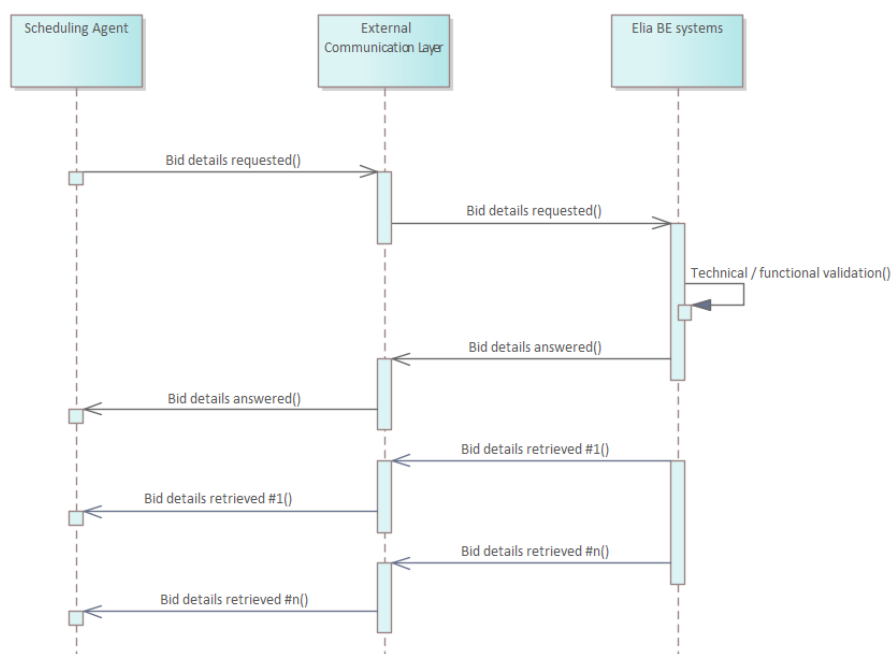 Scheduling Agent
External
Communication Layer
Elia BE systems
Bid details requested()
Bid details requested()
Technical / functional validation()
Bid details answered()
Bid details answered()
Bid details retrieved #1()
Bid details retrieved #1()
Bid details retrieved #n()
Bid details retrieved #n()